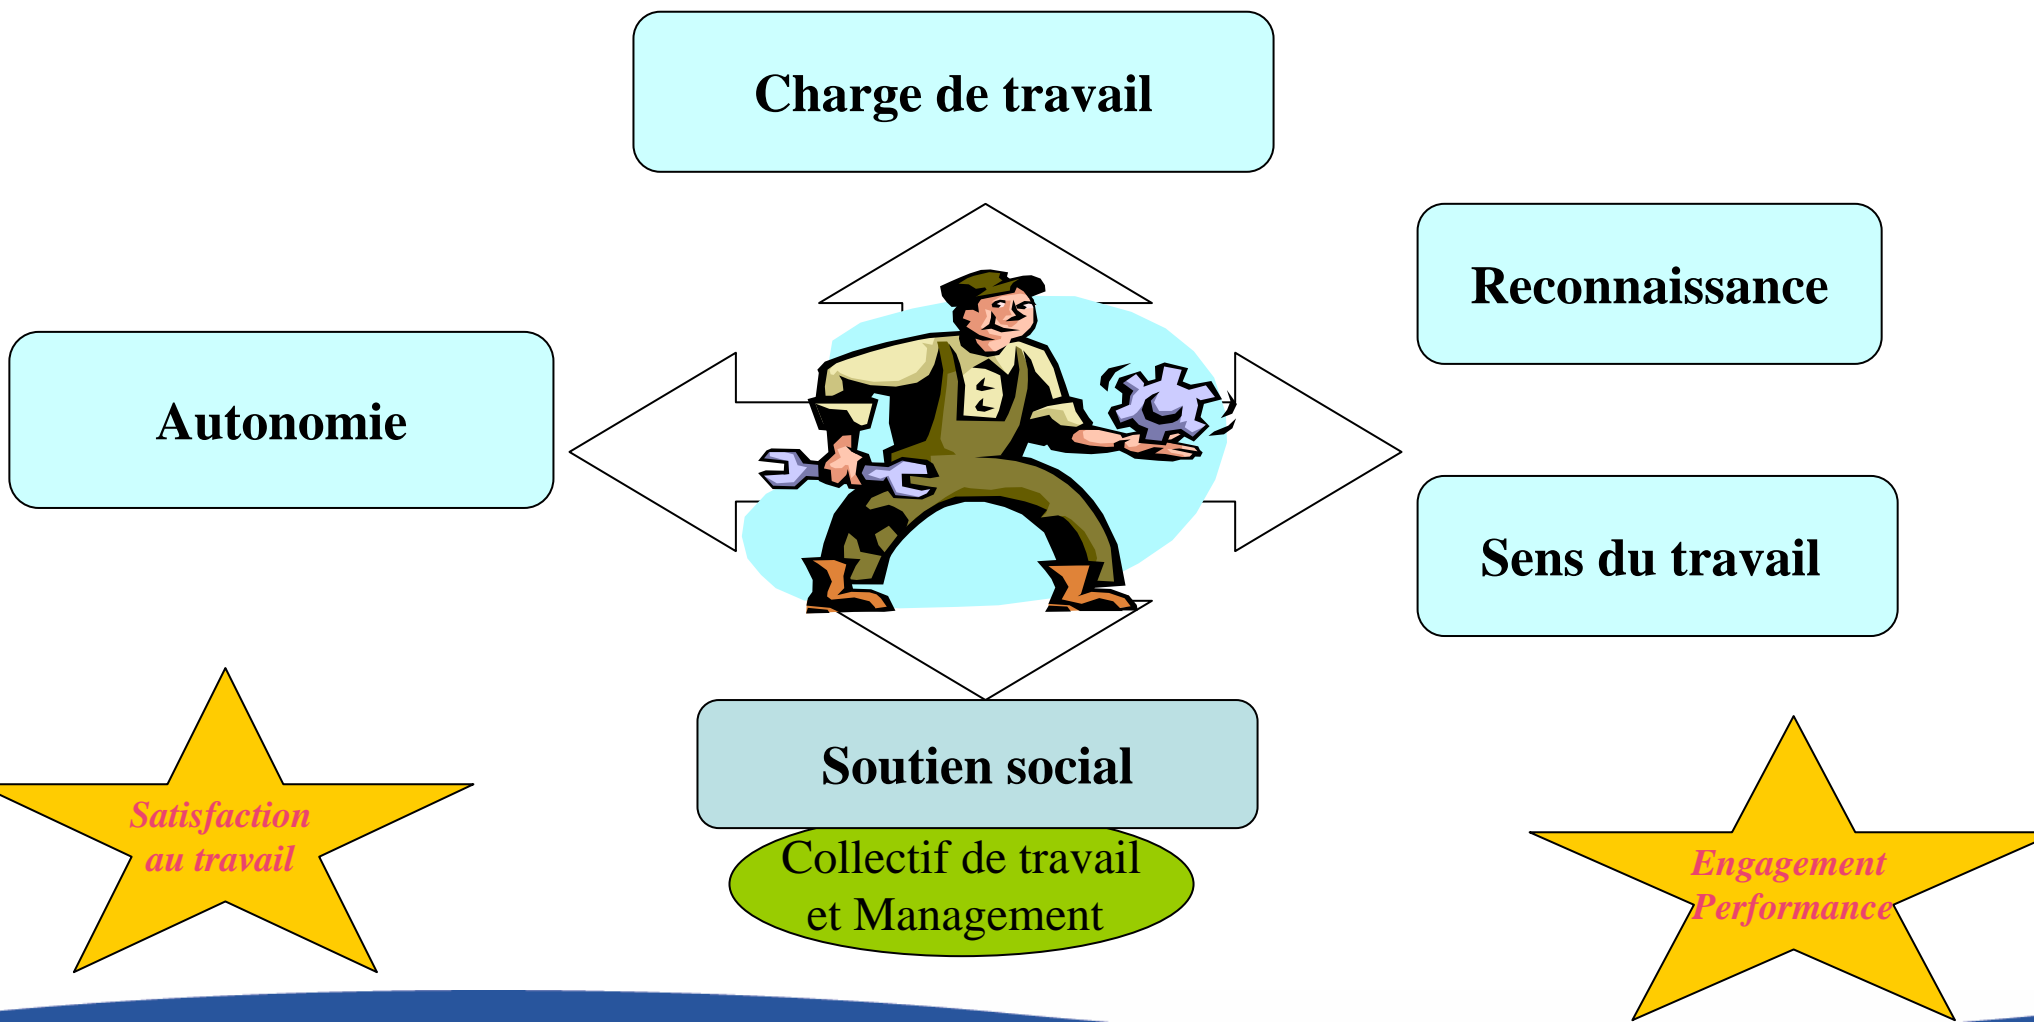 Charge de travail
Reconnaissance
Autonomie
Sens du travail
Soutien social
Collectif de travail
et Management
Satisfaction
au travail
Engagement
Performance